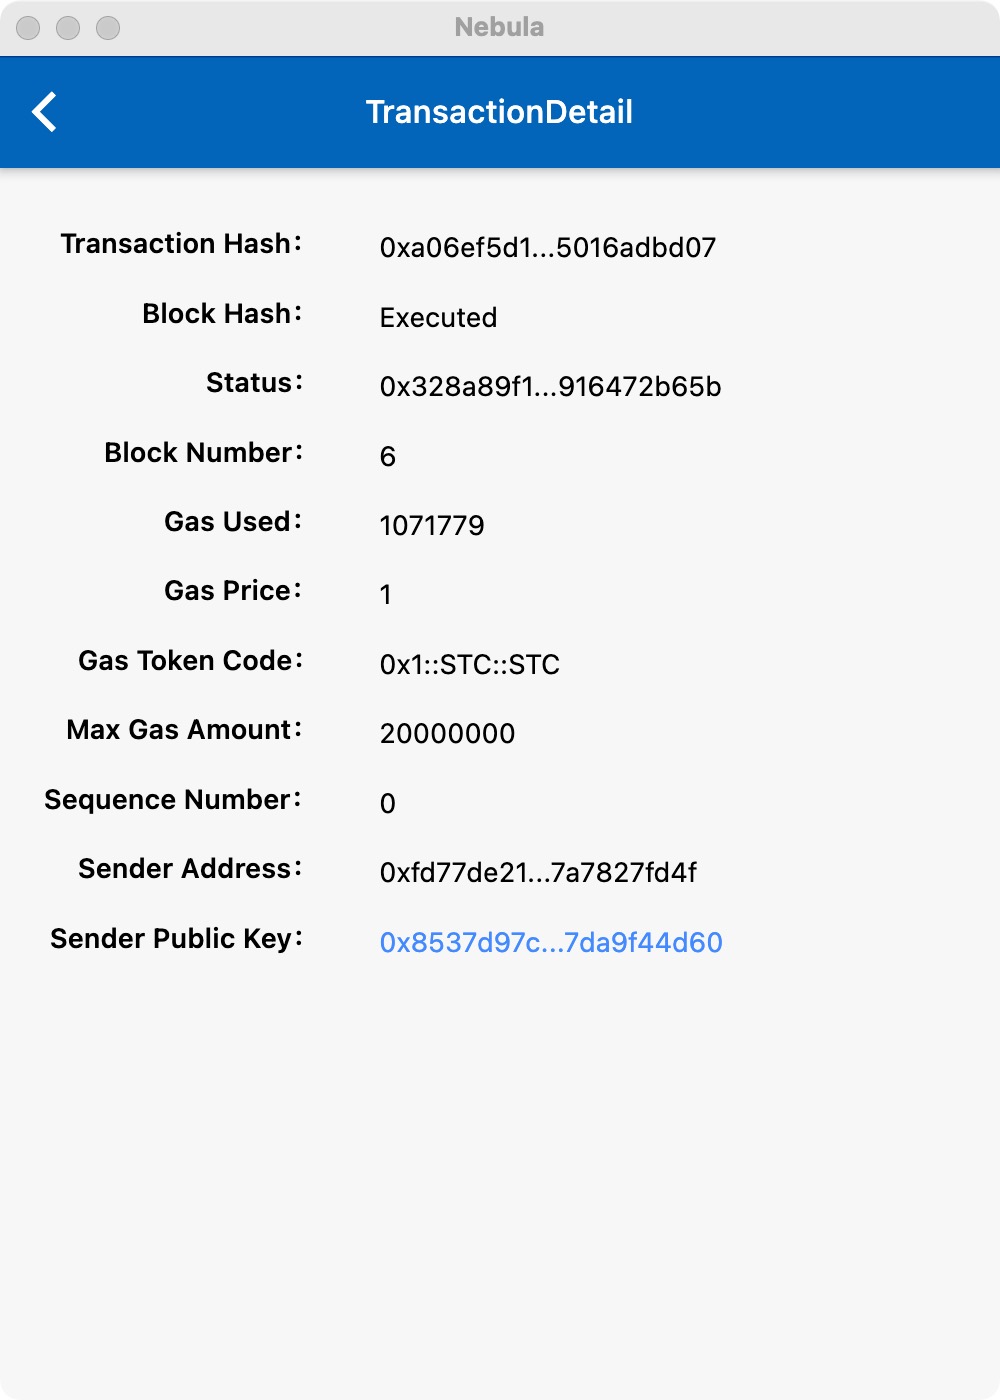 Nebula
TransactionDetail
Transaction Hash: 0xa06ef5d1...5016adbd07
Block Hash: Executed
Status: 0x328a89f1...916472b65b
Block Number: 6
Gas Used: 1071779
Gas Price: 1
Gas Token Code: 0x1::STC::STC
Max Gas Amount: 20000000
Sequence Number: 0
Sender Address: 0xfd77de21...7a7827fd4f
Sender Public Key: 0x8537d97c...7da9f44d60